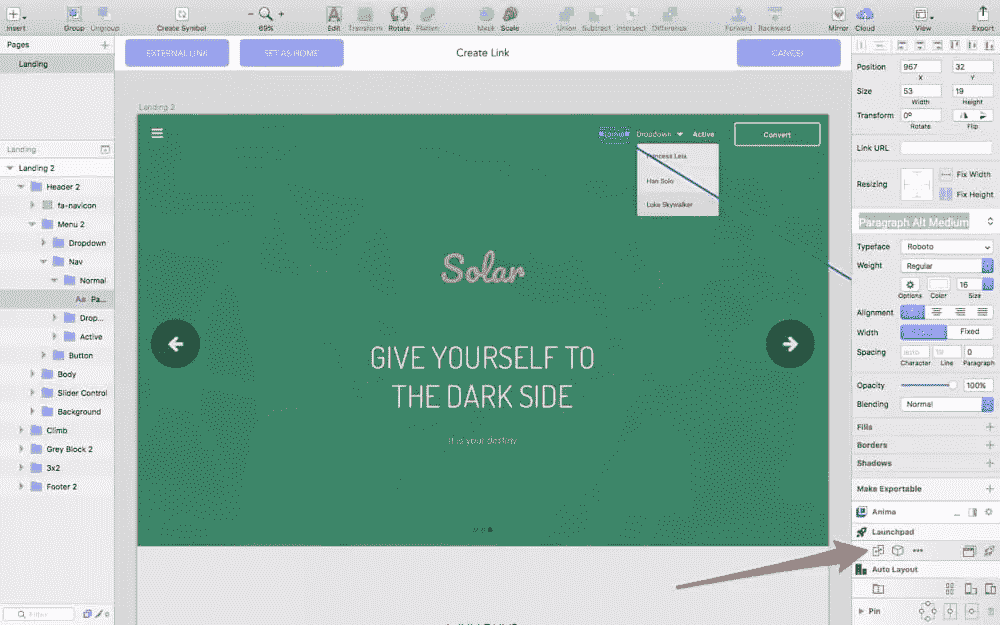 Insert Group Ungroup Create Symbol 69% Edit Transform Rotate Flatten Mask Scale Union Subtract Intersect Difference Forward Backward Mirror Cloud View Export
Pages
Landing
EXTERNAL LINK SET AS HOME Create Link CANCEL
Landing
Landing 2
Header 2
fa-navicon
Menu 2
Dropdown
Nav
Normal
Aa Pa...
Drop...
Active
Button
Body
Slider Control
Background
Climb
Grey Block 2
3x2
Footer 2
Filter
Landing 2
Dropdown Active Convert
Princess Leia
Han Solo
Luke Skywalker
Solar
GIVE YOURSELF TO
THE DARK SIDE
It is your destiny
Position 967 32
X Y
Size 53 19
Width Height
Transform 0º
Rotate Flip
Link URL
Resizing Fix Width
Fix Height
Paragraph Alt Medium
Typeface Roboto
Weight Regular
16
Options Color Size
Alignment
Width Fixed
Spacing auto 19 0
Character Line Paragraph
Opacity 100%
Blending Normal
Fills
Borders
Shadows
Make Exportable
Anima
Launchpad
Auto Layout
Pin